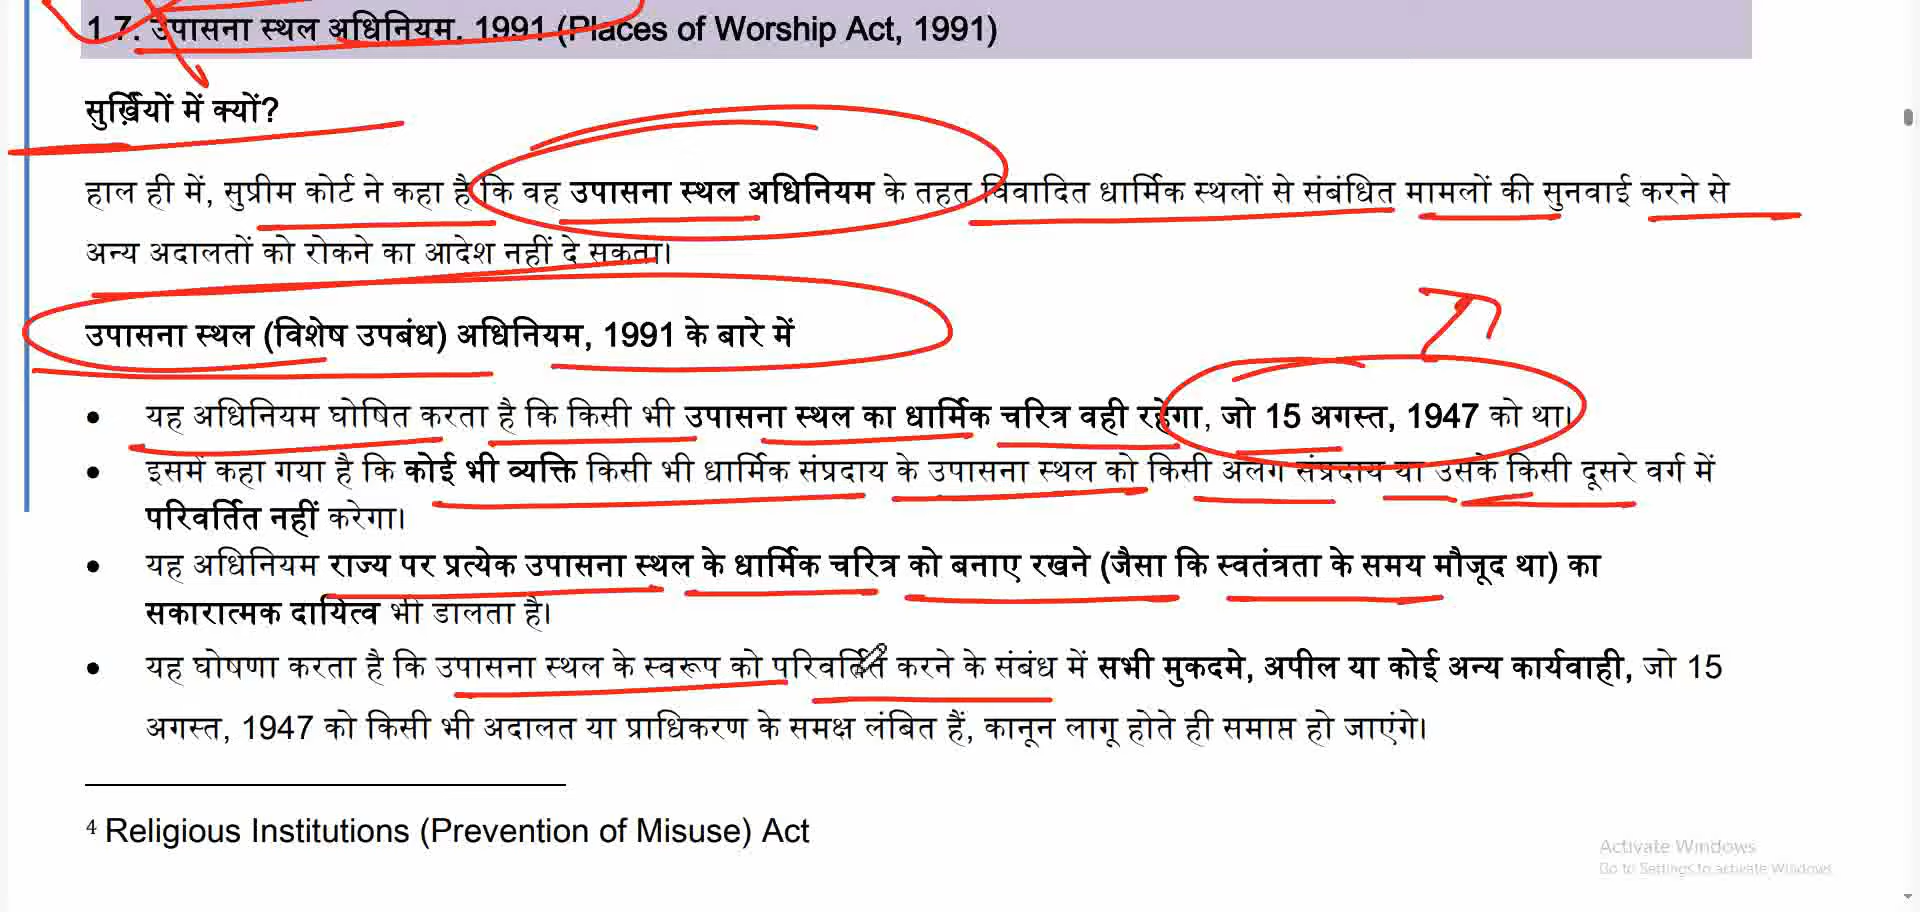 1.7. उपासना स्थल अधिनियम, 1991 (Places of Worship Act, 1991)
सुर्ख़ियों में क्यों?
हाल ही में, सुप्रीम कोर्ट ने कहा है कि वह उपासना स्थल अधिनियम के तहत विवादित धार्मिक स्थलों से संबंधित मामलों की सुनवाई करने से
अन्य अदालतों को रोकने का आदेश नहीं दे सकता।
उपासना स्थल (विशेष उपबंध) अधिनियम, 1991 के बारे में
• यह अधिनियम घोषित करता है कि किसी भी उपासना स्थल का धार्मिक चरित्र वही रहेगा, जो 15 अगस्त, 1947 को था।
• इसमें कहा गया है कि कोई भी व्यक्ति किसी भी धार्मिक संप्रदाय के उपासना स्थल को किसी अलग संप्रदाय या उसके किसी दूसरे वर्ग में
परिवर्तित नहीं करेगा।
• यह अधिनियम राज्य पर प्रत्येक उपासना स्थल के धार्मिक चरित्र को बनाए रखने (जैसा कि स्वतंत्रता के समय मौजूद था) का
सकारात्मक दायित्व भी डालता है।
• यह घोषणा करता है कि उपासना स्थल के स्वरूप को परिवर्तित करने के संबंध में सभी मुकदमे, अपील या कोई अन्य कार्यवाही, जो 15
अगस्त, 1947 को किसी भी अदालत या प्राधिकरण के समक्ष लंबित हैं, कानून लागू होते ही समाप्त हो जाएंगे।
4 Religious Institutions (Prevention of Misuse) Act
Activate Windows
Go to Settings to activate Windows.